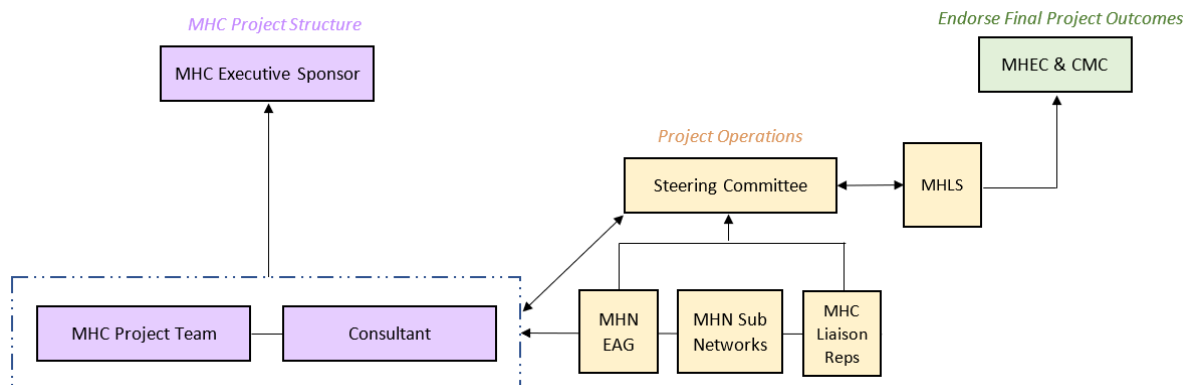 MHC Project Structure
Endorse Final Project Outcomes
MHC Executive Sponsor
MHEC & CMC
Project Operations
Steering Committee
MHLS
MHC Project Team
Consultant
MHN
EAG
MHN Sub
Networks
MHC
Liaison
Reps